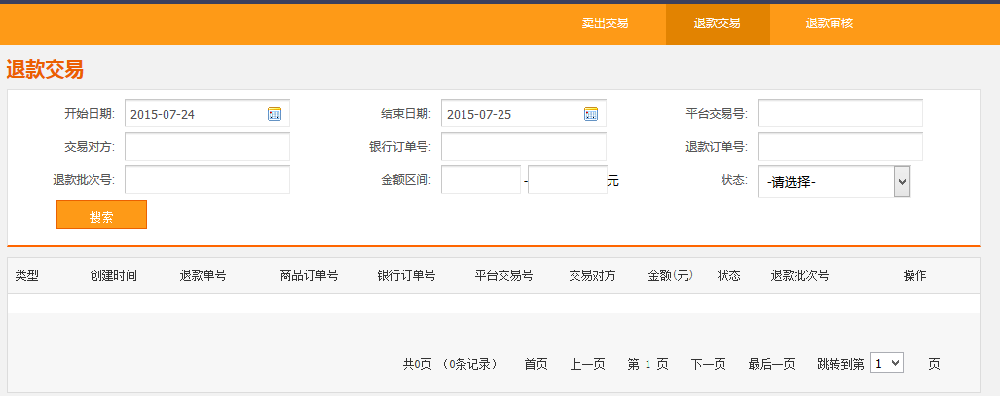 卖出交易 退款交易 退款审核
退款交易
开始日期: 2015-07-24 结束日期: 2015-07-25 平台交易号:
交易对方: 银行订单号: 退款订单号:
退款批次号: 金额区间: - 元 状态: -请选择-
搜索
类型 创建时间 退款单号 商品订单号 银行订单号 平台交易号 交易对方 金额(元) 状态 退款批次号 操作
共0页 （0条记录） 首页 上一页 第 1 页 下一页 最后一页 跳转到第 1 页